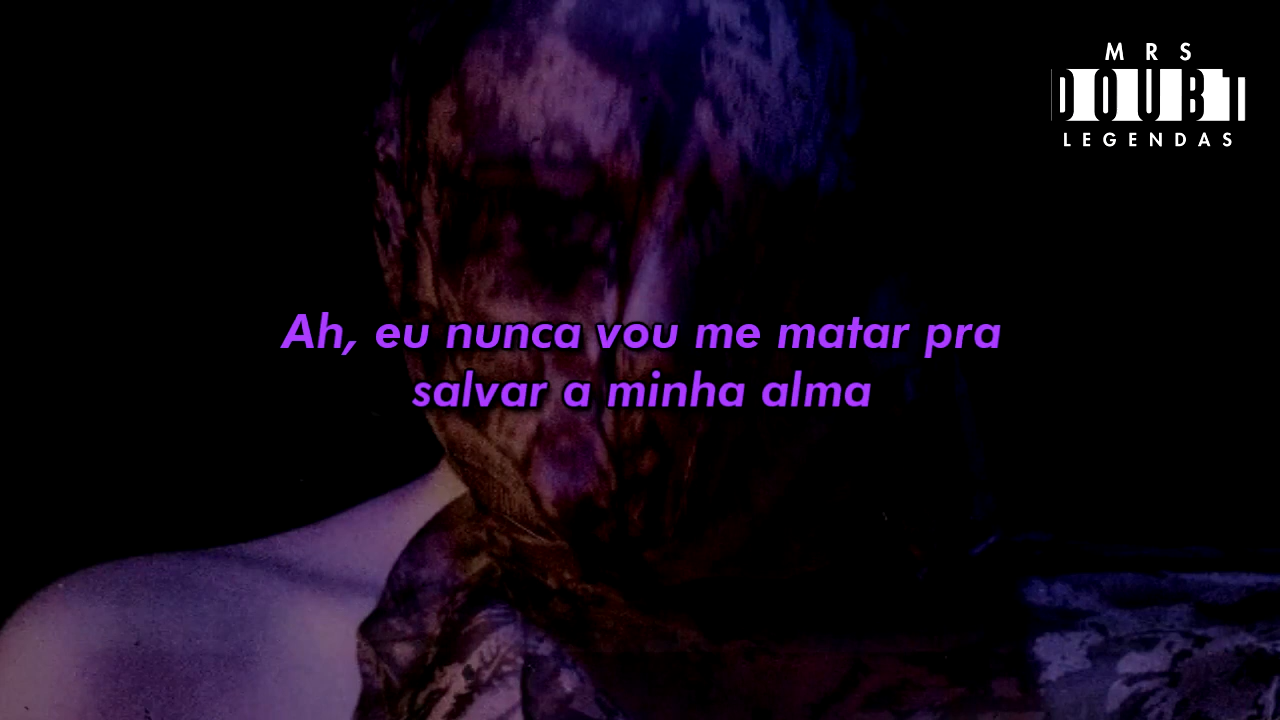 MRS
DOUBT
LEGENDAS
Ah, eu nunca vou me matar pra
salvar a minha alma